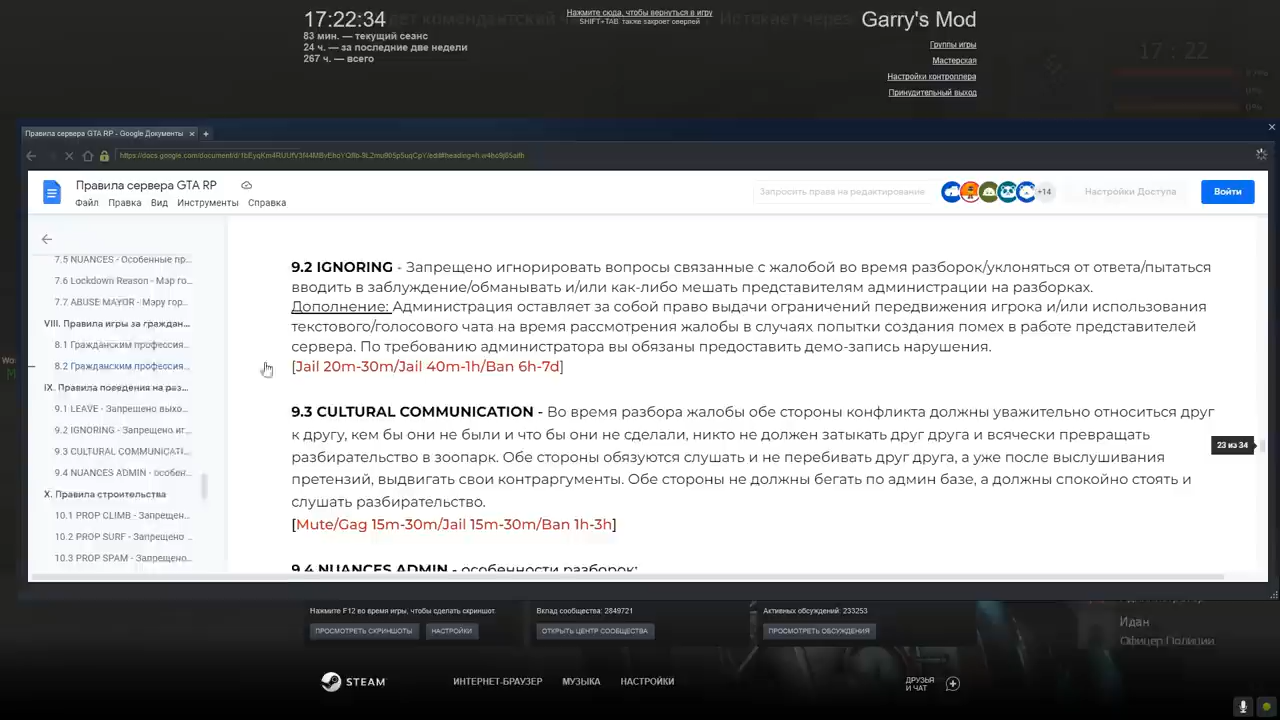 17:22:34
83 мин. — текущий сеанс
24 ч. — за последние две недели
267 ч. — всего
Нажмите сюда, чтобы вернуться в игру
SHIFT+TAB также закроет оверлей
Garry's Mod
Группы игры
Мастерская
Настройки контроллера
Принудительный выход
17 : 22
Правила сервера GTA RP - Google Документы
Правила сервера GTA RP
Файл Правка Вид Инструменты Справка
Запросить права на редактирование
+14
Настройки Доступа
Войти
7.5 NUANCES - Особенные пр...
7.6 Lockdown Reason - Мэр го...
7.7 ABUSE MAYOR - Мэру гор...
VIII. Правила игры за граждан...
8.1 Гражданским профессия...
8.2 Гражданским профессия...
IX. Правила поведения на раз...
9.1 LEAVE - Запрещено выхо...
9.2 IGNORING - Запрещено иг...
9.3 CULTURAL COMMUNICATI...
9.4 NUANCES ADMIN - особен...
X. Правила строительства
10.1 PROP CLIMB - Запрещен...
10.2 PROP SURF - Запрещено ...
10.3 PROP SPAM - Запрещено...
9.2 IGNORING - Запрещено игнорировать вопросы связанные с жалобой во время разборок/уклоняться от ответа/пытаться
вводить в заблуждение/обманывать и/или как-либо мешать представителям администрации на разборках.
Дополнение: Администрация оставляет за собой право выдачи ограничений передвижения игрока и/или использования
текстового/голосового чата на время рассмотрения жалобы в случаях попытки создания помех в работе представителей
сервера. По требованию администратора вы обязаны предоставить демо-запись нарушения.
[Jail 20m-30m/Jail 40m-1h/Ban 6h-7d]
9.3 CULTURAL COMMUNICATION - Во время разбора жалобы обе стороны конфликта должны уважительно относиться друг
к другу, кем бы они не были и что бы они не сделали, никто не должен затыкать друг друга и всячески превращать
разбирательство в зоопарк. Обе стороны обязуются слушать и не перебивать друг друга, а уже после выслушивания
претензий, выдвигать свои контраргументы. Обе стороны не должны бегать по админ базе, а должны спокойно стоять и
слушать разбирательство.
[Mute/Gag 15m-30m/Jail 15m-30m/Ban 1h-3h]
9.4 NUANCES ADMIN - особенности разборок:
23 из 34
Нажмите F12 во время игры, чтобы сделать скриншот.
ПРОСМОТРЕТЬ СКРИНШОТЫ
НАСТРОЙКИ
Вклад сообщества: 2849721
ОТКРЫТЬ ЦЕНТР СООБЩЕСТВА
Активных обсуждений: 233253
ПРОСМОТРЕТЬ ОБСУЖДЕНИЯ
Идан
Офицер Полиции
STEAM
ИНТЕРНЕТ-БРАУЗЕР
МУЗЫКА
НАСТРОЙКИ
ДРУЗЬЯ
И ЧАТ